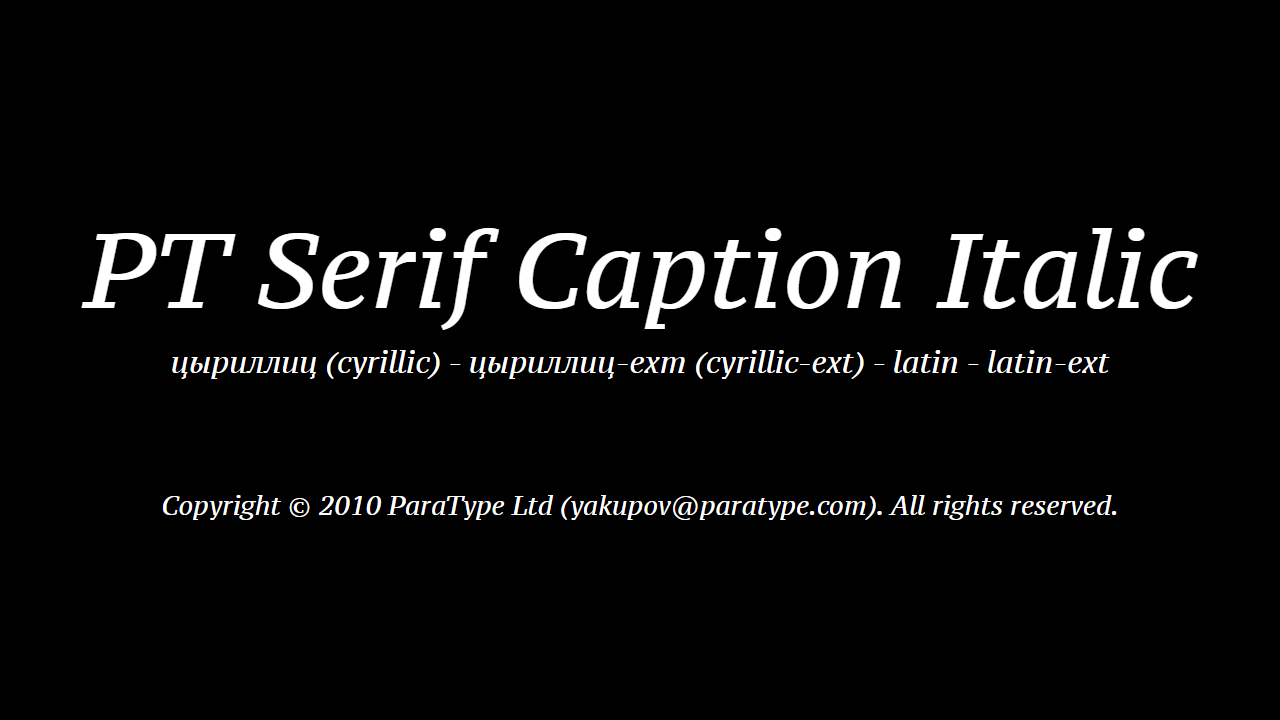 PT Serif Caption Italic
цыриллиц (cyrillic) - цыриллиц-ехт (cyrillic-ext) - latin - latin-ext
Copyright © 2010 ParaType Ltd (yakupov@paratype.com). All rights reserved.